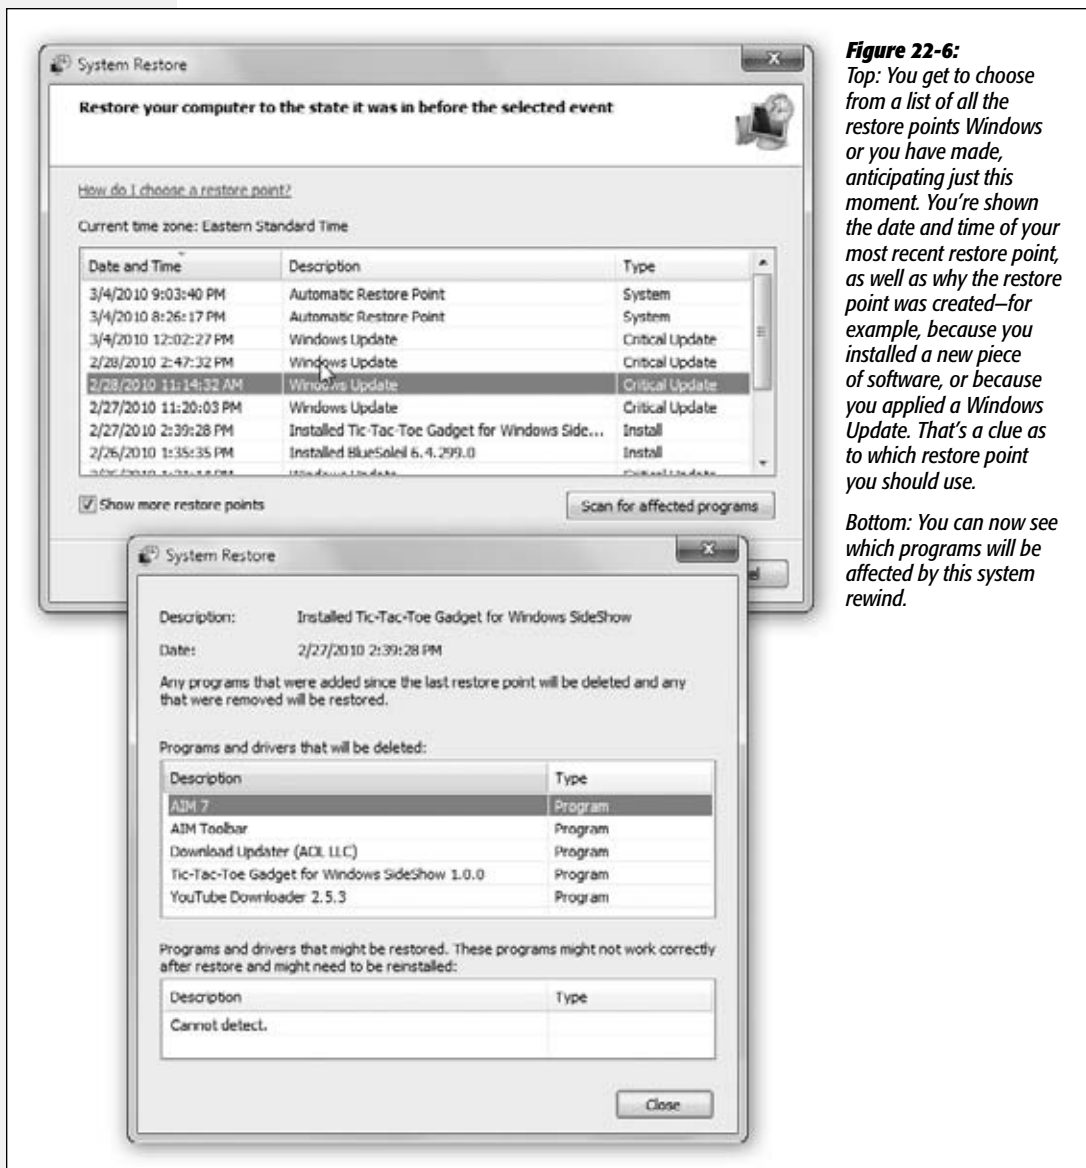 System Restore
Restore your computer to the state it was in before the selected event
How do I choose a restore point?
Current time zone: Eastern Standard Time
Date and Time Description Type
3/4/2010 9:03:40 PM Automatic Restore Point System
3/4/2010 8:26:17 PM Automatic Restore Point System
3/4/2010 12:02:27 PM Windows Update Critical Update
2/28/2010 2:47:32 PM Windows Update Critical Update
2/28/2010 11:14:32 AM Windows Update Critical Update
2/27/2010 11:20:03 PM Windows Update Critical Update
2/27/2010 2:39:28 PM Installed Tic-Tac-Toe Gadget for Windows Side... Install
2/26/2010 1:35:35 PM Installed BlueSoleil 6.4.299.0 Install
Windows Update Critical Update
Show more restore points Scan for affected programs
System Restore
Description: Installed Tic-Tac-Toe Gadget for Windows SideShow
Date: 2/27/2010 2:39:28 PM
Any programs that were added since the last restore point will be deleted and any
that were removed will be restored.
Programs and drivers that will be deleted:
Description Type
AIM 7 Program
AIM Toolbar Program
Download Updater (AOL LLC) Program
Tic-Tac-Toe Gadget for Windows SideShow 1.0.0 Program
YouTube Downloader 2.5.3 Program
Programs and drivers that might be restored. These programs might not work correctly
after restore and might need to be reinstalled:
Description Type
Cannot detect.
Close
Figure 22-6:
Top: You get to choose
from a list of all the
restore points Windows
or you have made,
anticipating just this
moment. You're shown
the date and time of your
most recent restore point,
as well as why the restore
point was created—for
example, because you
installed a new piece
of software, or because
you applied a Windows
Update. That's a clue as
to which restore point
you should use.
Bottom: You can now see
which programs will be
affected by this system
rewind.